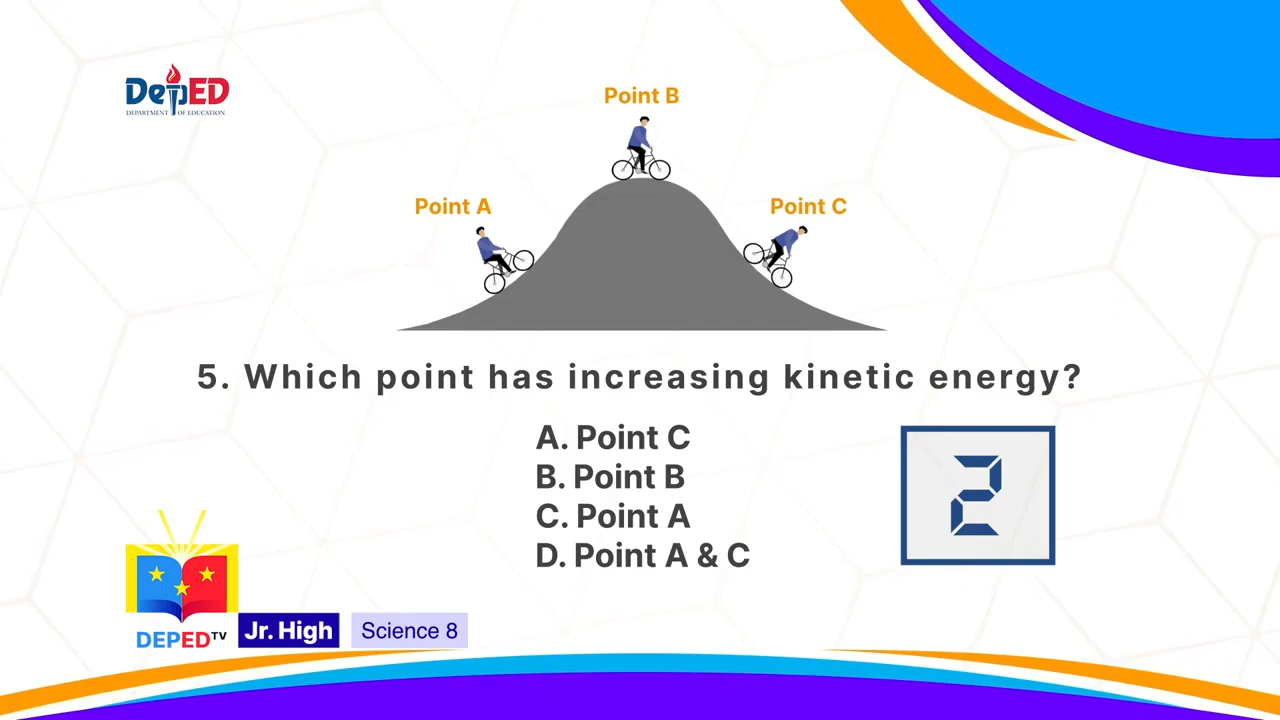 DepED
DEPARTMENT OF EDUCATION
Point B
Point A
Point C
5. Which point has increasing kinetic energy?
A. Point C
B. Point B
C. Point A
D. Point A & C
2
DEPED TV
Jr. High
Science 8